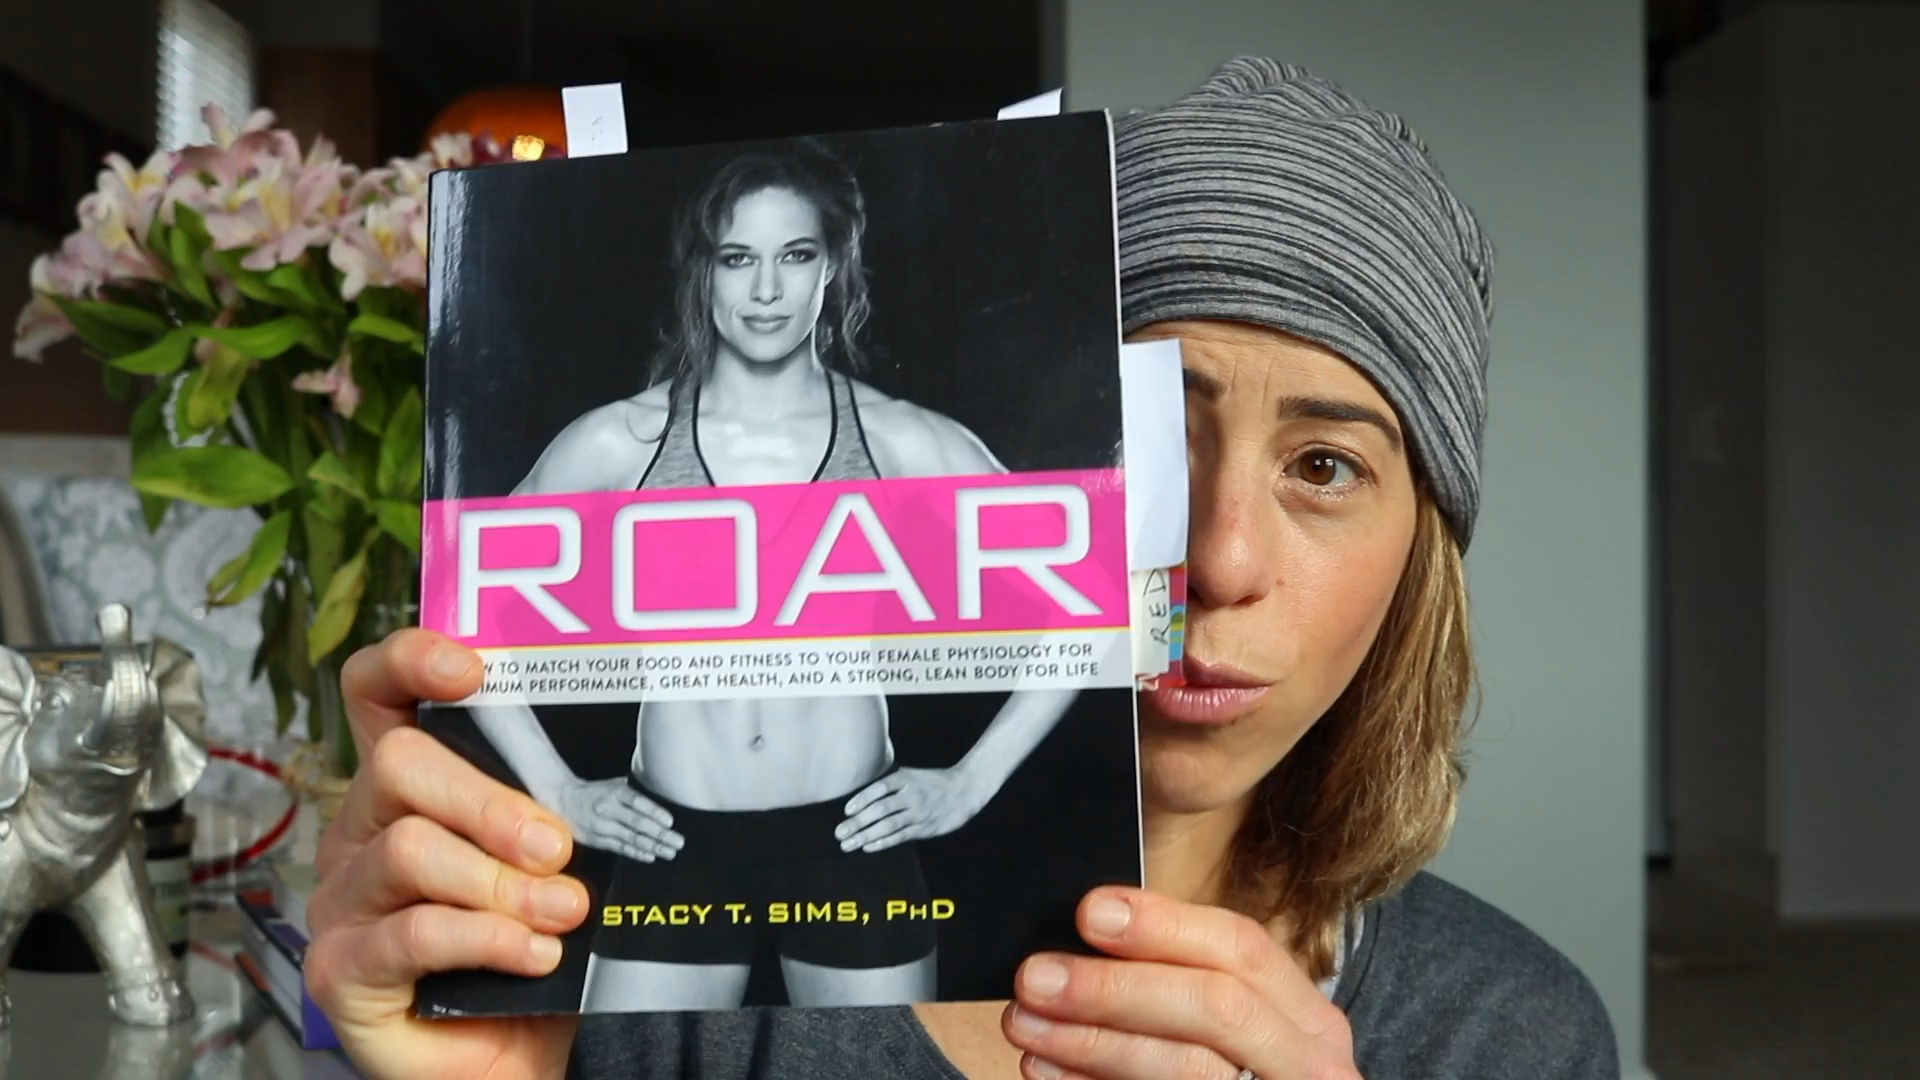 ROAR
TO MATCH YOUR FOOD AND FITNESS TO YOUR FEMALE PHYSIOLOGY FOR
PERFORMANCE, GREAT HEALTH, AND A STRONG, LEAN BODY FOR LIFE
STACY T. SIMS, PHD
RED